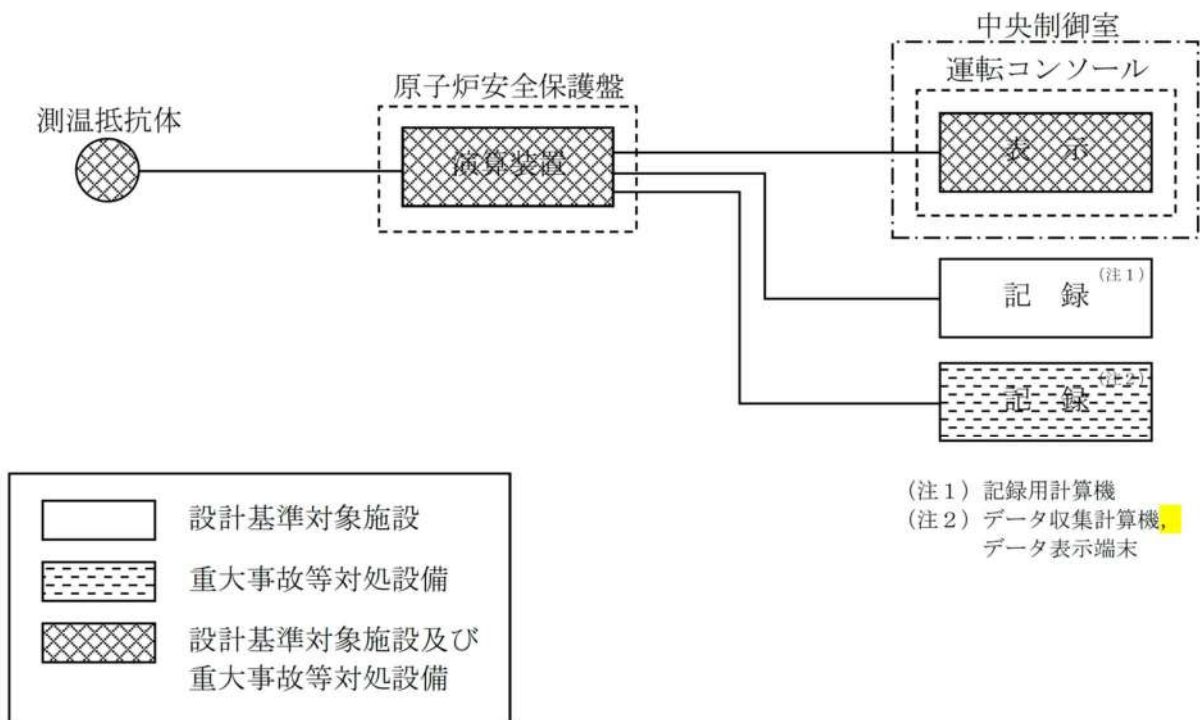 中央制御室
運転コンソール
原子炉安全保護盤
測温抵抗体
演算装置
表 示
記 録 (注1)
記 録 (注2)
(注1) 記録用計算機
(注2) データ収集計算機,
データ表示端末
設計基準対象施設
重大事故等対処設備
設計基準対象施設及び
重大事故等対処設備